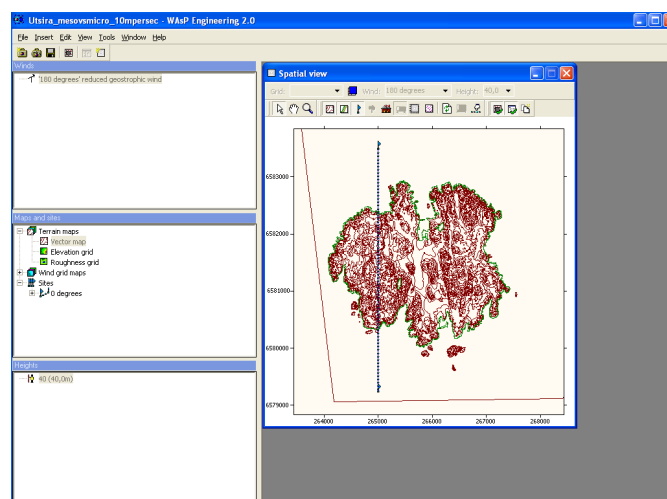 Utsira_mesovsmicro_10mpersec - WAsP Engineering 2.0
File Insert Edit View Tools Window Help
Winds
'180 degrees' reduced geostrophic wind
Maps and sites
Terrain maps
Vector map
Elevation grid
Roughness grid
Wind grid maps
Sites
0 degrees
Heights
40 (40,0m)
Spatial view
Grid: Wind: 180 degrees Height: 40,0
6583000
6582000
6581000
6580000
6579000
264000 265000 266000 267000 268000